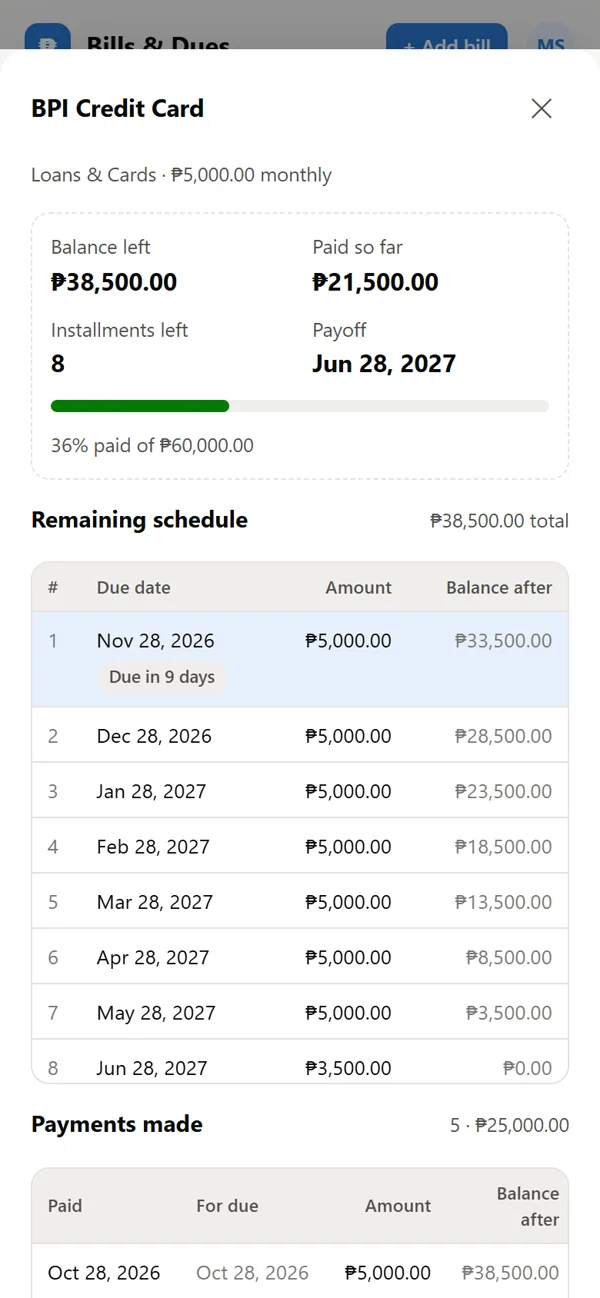 ₱ Bills & Dues + Add bill MS
BPI Credit Card
Loans & Cards · ₱5,000.00 monthly
Balance left Paid so far
₱38,500.00 ₱21,500.00
Installments left Payoff
8 Jun 28, 2027
36% paid of ₱60,000.00
Remaining schedule ₱38,500.00 total
# Due date Amount Balance after
1 Nov 28, 2026 ₱5,000.00 ₱33,500.00
Due in 9 days
2 Dec 28, 2026 ₱5,000.00 ₱28,500.00
3 Jan 28, 2027 ₱5,000.00 ₱23,500.00
4 Feb 28, 2027 ₱5,000.00 ₱18,500.00
5 Mar 28, 2027 ₱5,000.00 ₱13,500.00
6 Apr 28, 2027 ₱5,000.00 ₱8,500.00
7 May 28, 2027 ₱5,000.00 ₱3,500.00
8 Jun 28, 2027 ₱3,500.00 ₱0.00
Payments made 5 · ₱25,000.00
Paid For due Amount Balance after
Oct 28, 2026 Oct 28, 2026 ₱5,000.00 ₱38,500.00